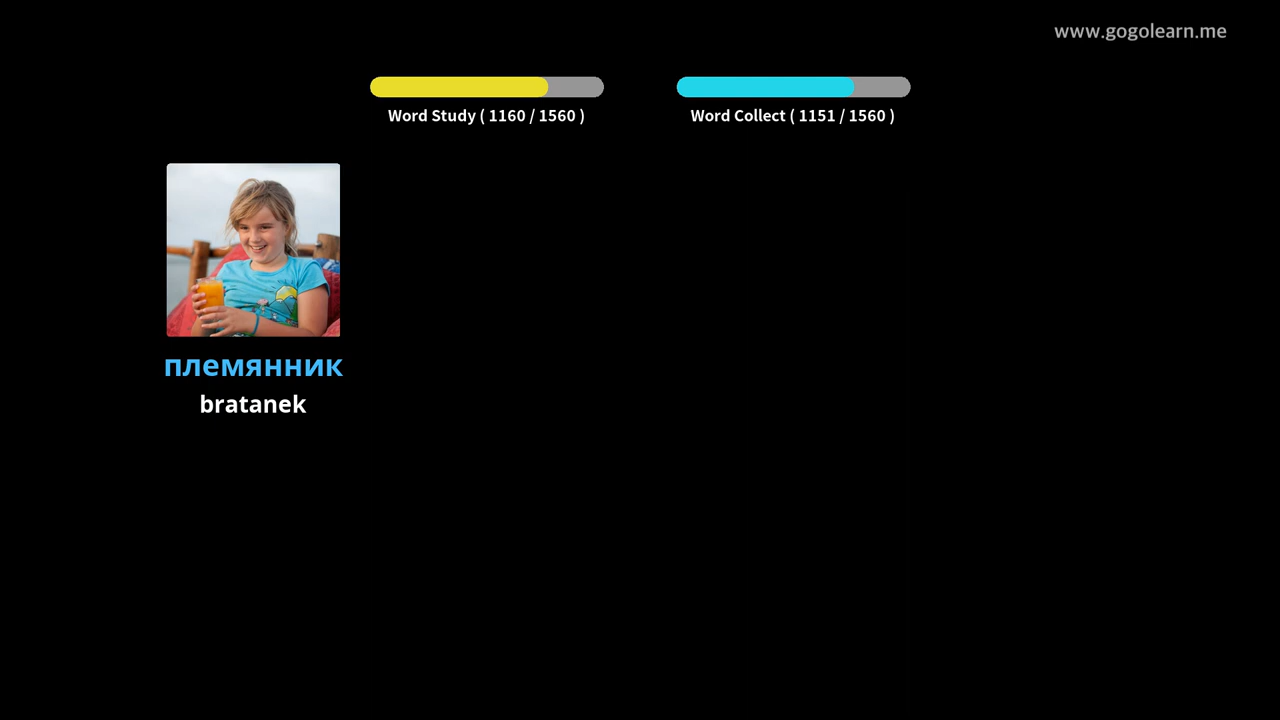 www.gogolearn.me
Word Study ( 1160 / 1560 )
Word Collect ( 1151 / 1560 )
племянник
bratanek